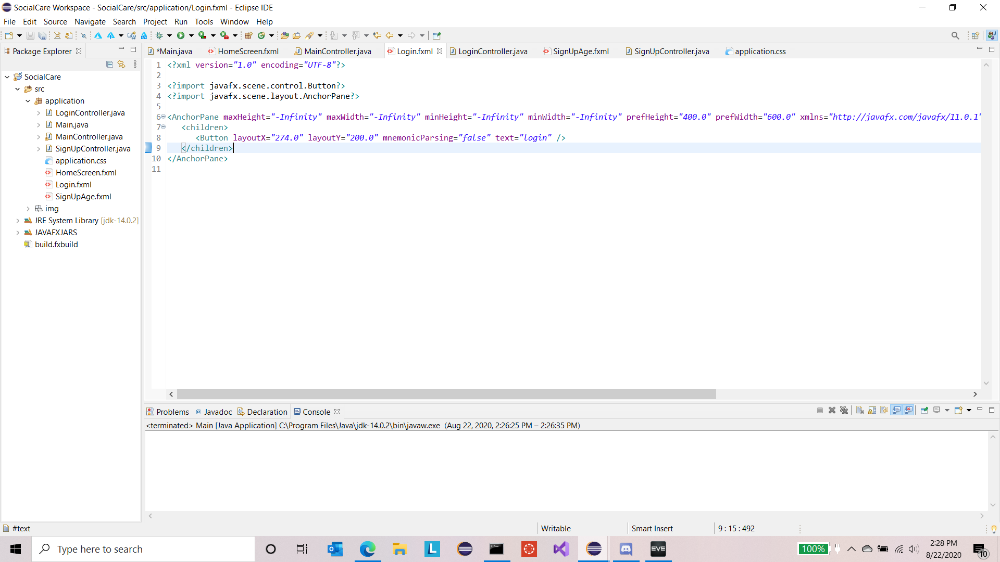 SocialCare Workspace - SocialCare/src/application/Login.fxml - Eclipse IDE
File Edit Source Navigate Search Project Run Tools Window Help
Package Explorer
*Main.java HomeScreen.fxml MainController.java Login.fxml LoginController.java SignUpAge.fxml SignUpController.java application.css
SocialCare
src
application
LoginController.java
Main.java
MainController.java
SignUpController.java
application.css
HomeScreen.fxml
Login.fxml
SignUpAge.fxml
img
JRE System Library [jdk-14.0.2]
JAVAFXJARS
build.fxbuild
1 <?xml version="1.0" encoding="UTF-8"?>
2
3 <?import javafx.scene.control.Button?>
4 <?import javafx.scene.layout.AnchorPane?>
5
6 <AnchorPane maxHeight="-Infinity" maxWidth="-Infinity" minHeight="-Infinity" minWidth="-Infinity" prefHeight="400.0" prefWidth="600.0" xmlns="http://javafx.com/javafx/11.0.1"
7 <children>
8 <Button layoutX="274.0" layoutY="200.0" mnemonicParsing="false" text="login" />
9 </children>
10 </AnchorPane>
11
Problems @ Javadoc Declaration Console
<terminated> Main [Java Application] C:\Program Files\Java\jdk-14.0.2\bin\javaw.exe (Aug 22, 2020, 2:26:25 PM – 2:26:35 PM)
#text Writable Smart Insert 9 : 15 : 492
Type here to search
L
EVE
100%
2:28 PM
8/22/2020
10